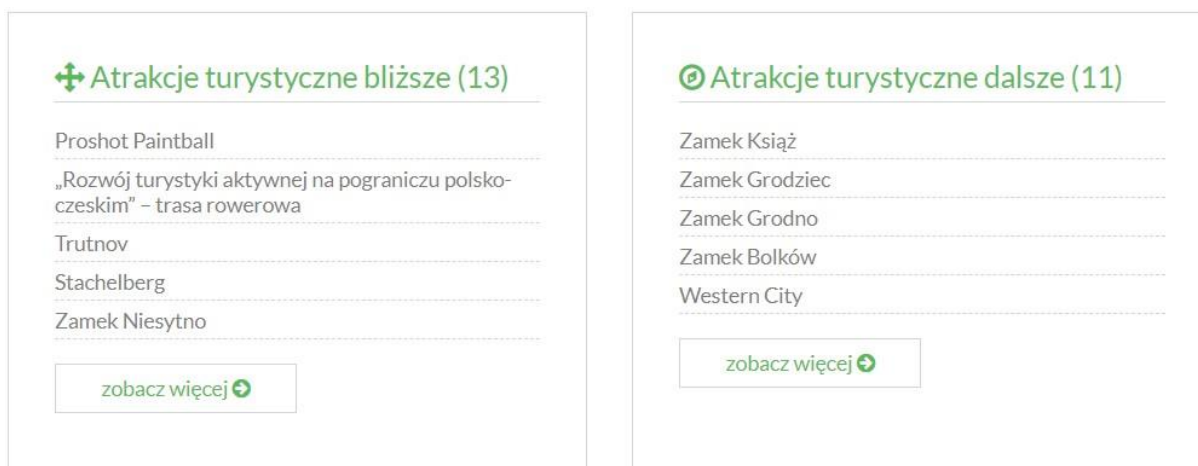 Atrakcje turystyczne bliższe (13)
Proshot Paintball
„Rozwój turystyki aktywnej na pograniczu polsko-
czeskim” – trasa rowerowa
Trutnov
Stachelberg
Zamek Niesytno
zobacz więcej
Atrakcje turystyczne dalsze (11)
Zamek Książ
Zamek Grodziec
Zamek Grodno
Zamek Bolków
Western City
zobacz więcej